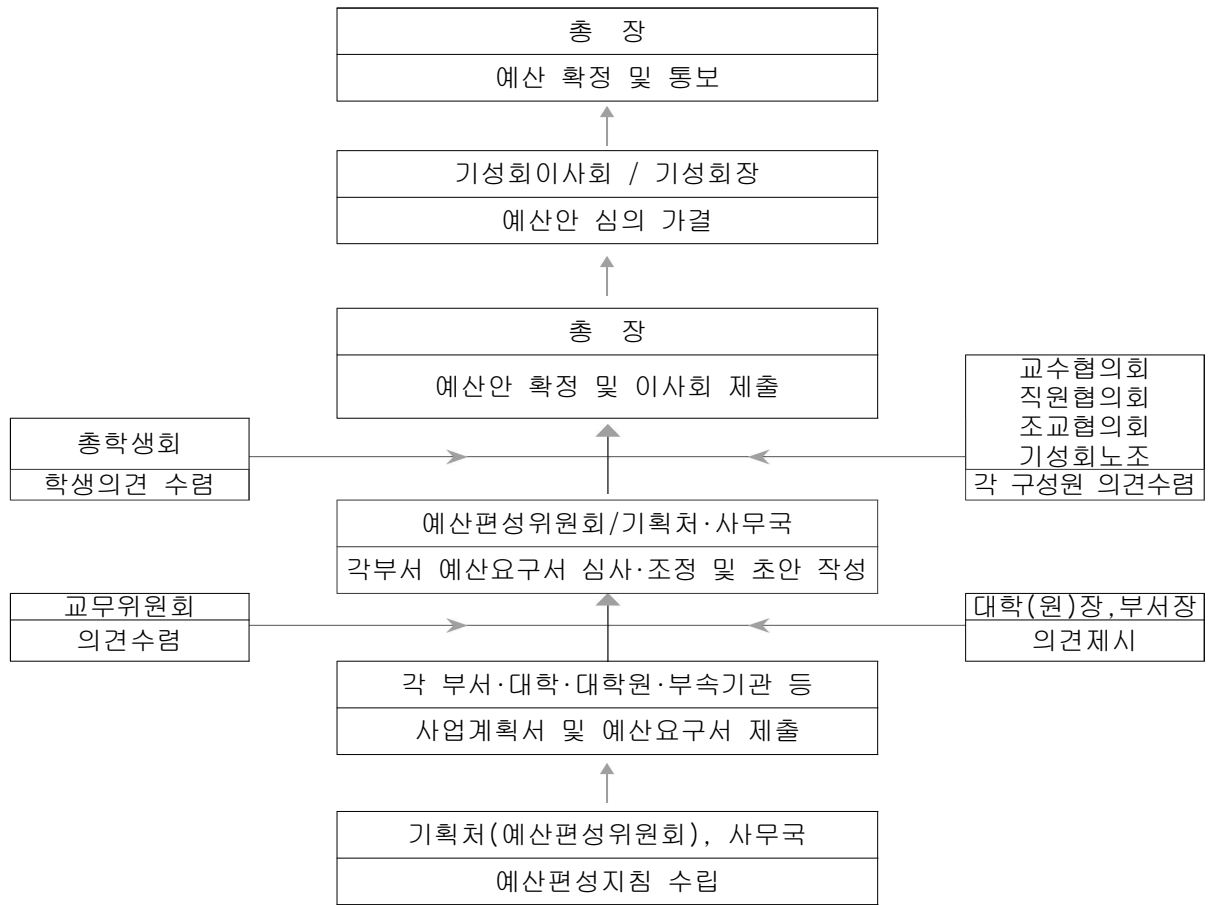 총 장
예산 확정 및 통보
기성회이사회 / 기성회장
예산안 심의 가결
총 장
예산안 확정 및 이사회 제출
총학생회
학생의견 수렴
교수협의회
직원협의회
조교협의회
기성회노조
각 구성원 의견수렴
예산편성위원회/기획처·사무국
각부서 예산요구서 심사·조정 및 초안 작성
교무위원회
의견수렴
대학(원)장,부서장
의견제시
각 부서·대학·대학원·부속기관 등
사업계획서 및 예산요구서 제출
기획처(예산편성위원회), 사무국
예산편성지침 수립